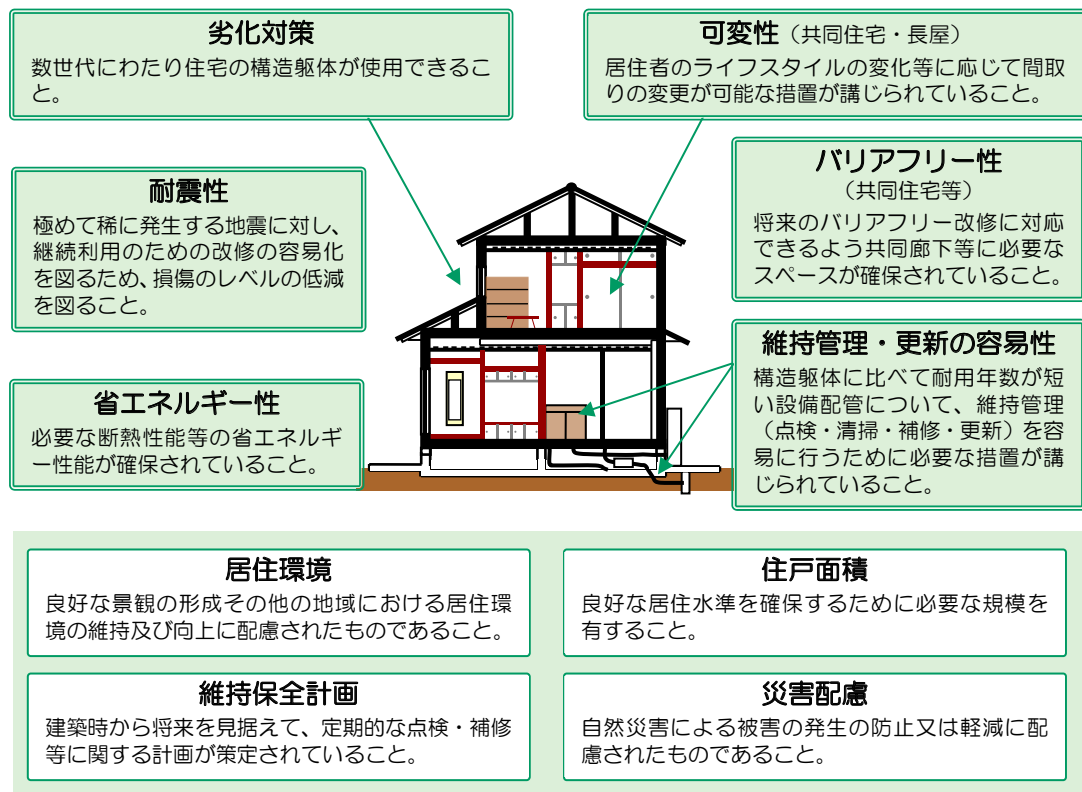 劣化対策
数世代にわたり住宅の構造躯体が使用できるこ
と。
可変性（共同住宅・長屋）
居住者のライフスタイルの変化等に応じて間取
りの変更が可能な措置が講じられていること。
耐震性
極めて稀に発生する地震に対し、
継続利用のための改修の容易化
を図るため、損傷のレベルの低減
を図ること。
バリアフリー性
（共同住宅等）
将来のバリアフリー改修に対応
できるよう共同廊下等に必要な
スペースが確保されていること。
省エネルギー性
必要な断熱性能等の省エネルギ
ー性能が確保されていること。
維持管理・更新の容易性
構造躯体に比べて耐用年数が短
い設備配管について、維持管理
（点検・清掃・補修・更新）を容
易に行うために必要な措置が講
じられていること。
居住環境
良好な景観の形成その他の地域における居住環
境の維持及び向上に配慮されたものであること。
住戸面積
良好な居住水準を確保するために必要な規模を
有すること。
維持保全計画
建築時から将来を見据えて、定期的な点検・補修
等に関する計画が策定されていること。
災害配慮
自然災害による被害の発生の防止又は軽減に配
慮されたものであること。